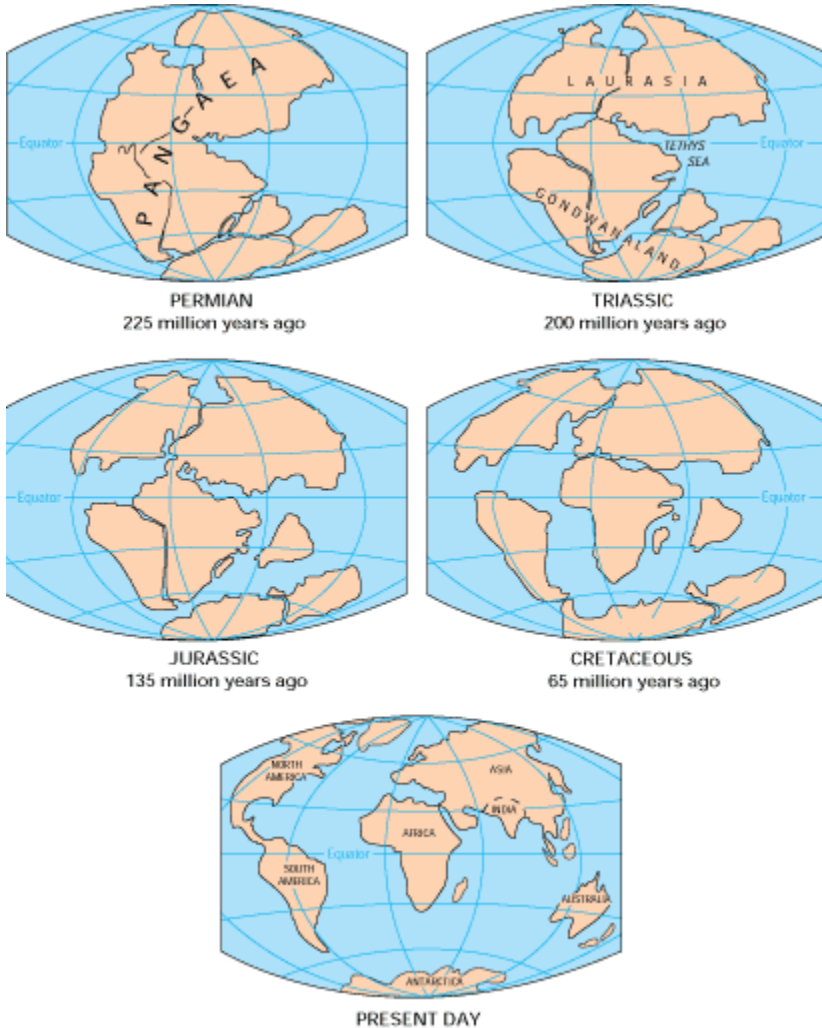 PANGAEA
Equator
PERMIAN
225 million years ago
LAURASIA
TETHYS
SEA
Equator
GONDWANALAND
TRIASSIC
200 million years ago
Equator
JURASSIC
135 million years ago
Equator
CRETACEOUS
65 million years ago
NORTH
AMERICA
ASIA
INDIA
AFRICA
Equator
SOUTH
AMERICA
AUSTRALIA
ANTARCTICA
PRESENT DAY